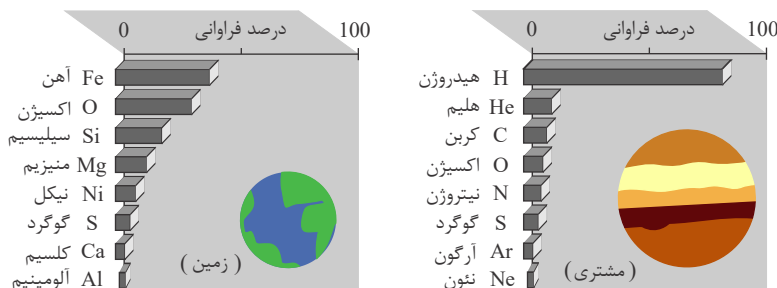 0 درصد فراوانی 100
آهن Fe
اکسیژن O
سیلیسیم Si
منیزیم Mg
نیکل Ni
گوگرد S
کلسیم Ca
آلومینیم Al
( زمین )
0 درصد فراوانی 100
هیدروژن H
هلیم He
کربن C
اکسیژن O
نیتروژن N
گوگرد S
آرگون Ar
نئون Ne
( مشتری )